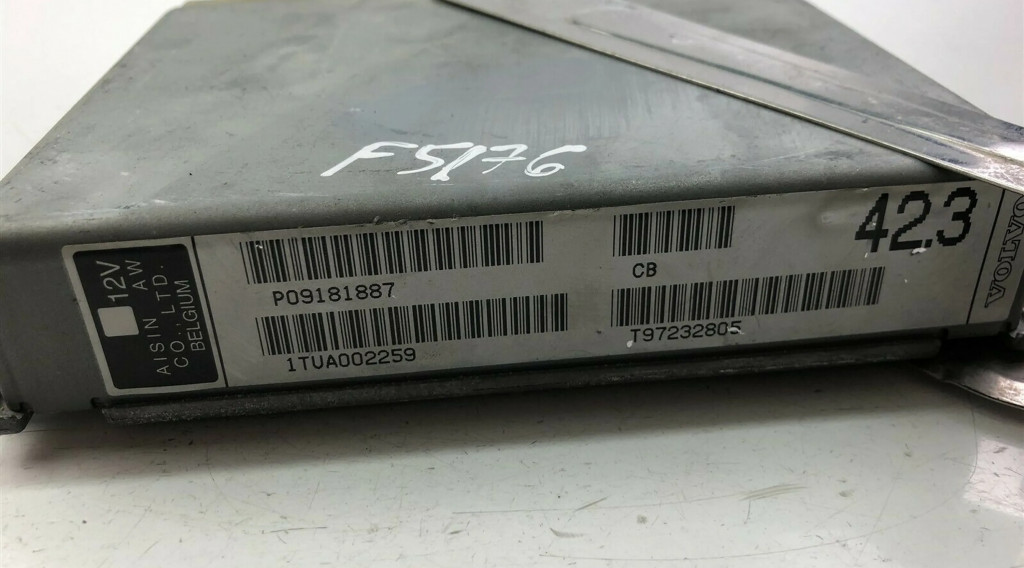 F5176
12V
AISIN AW
CO., LTD.
BELGIUM
P09181887
1TUA002259
CB
T97232805
42.3
VOLVO